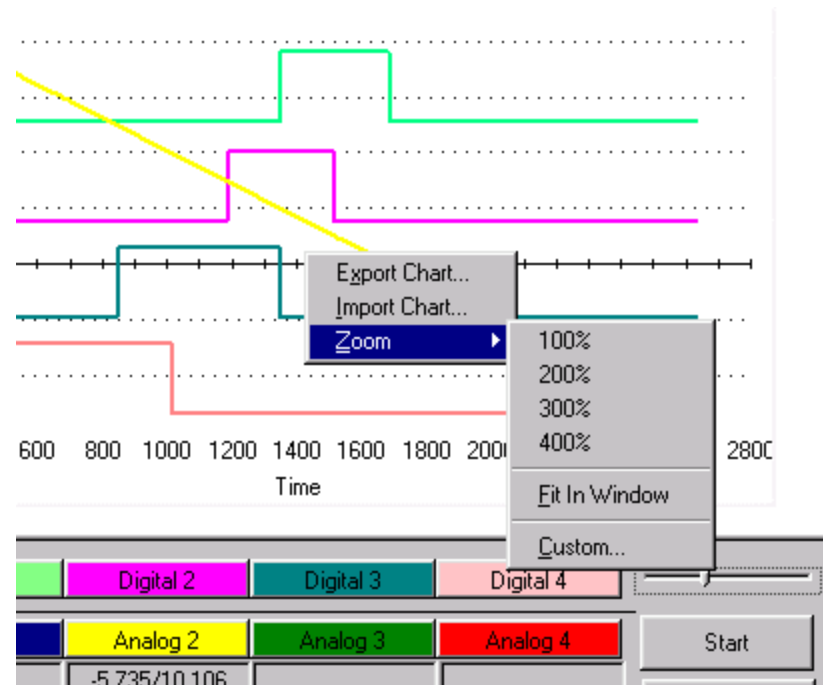 Export Chart...
Import Chart...
Zoom
100%
200%
300%
400%
Fit In Window
Custom...
600 800 1000 1200 1400 1600 1800 2800
Time
Digital 2 Digital 3 Digital 4
Analog 2 Analog 3 Analog 4 Start
-5.735/10.106